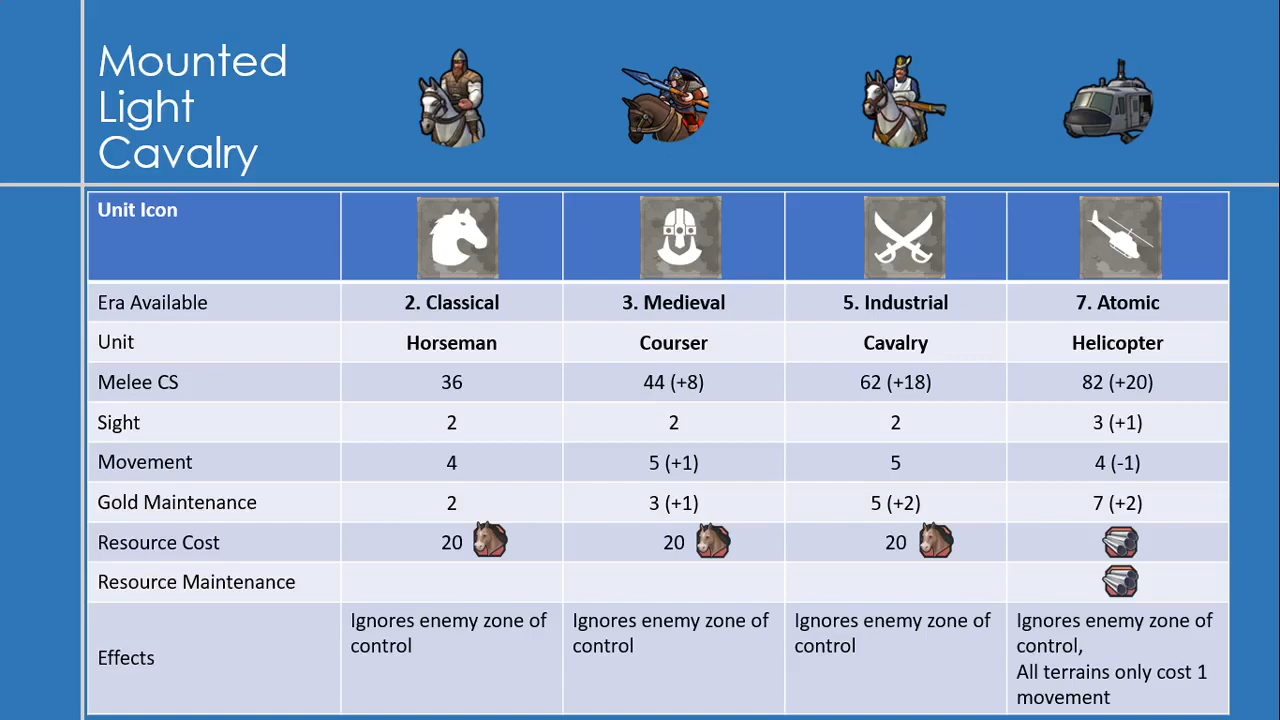 Mounted
Light
Cavalry
Unit Icon
Era Available 2. Classical 3. Medieval 5. Industrial 7. Atomic
Unit Horseman Courser Cavalry Helicopter
Melee CS 36 44 (+8) 62 (+18) 82 (+20)
Sight 2 2 2 3 (+1)
Movement 4 5 (+1) 5 4 (-1)
Gold Maintenance 2 3 (+1) 5 (+2) 7 (+2)
Resource Cost 20 20 20
Resource Maintenance
Effects
Ignores enemy zone of
control
Ignores enemy zone of
control
Ignores enemy zone of
control
Ignores enemy zone of
control,
All terrains only cost 1
movement